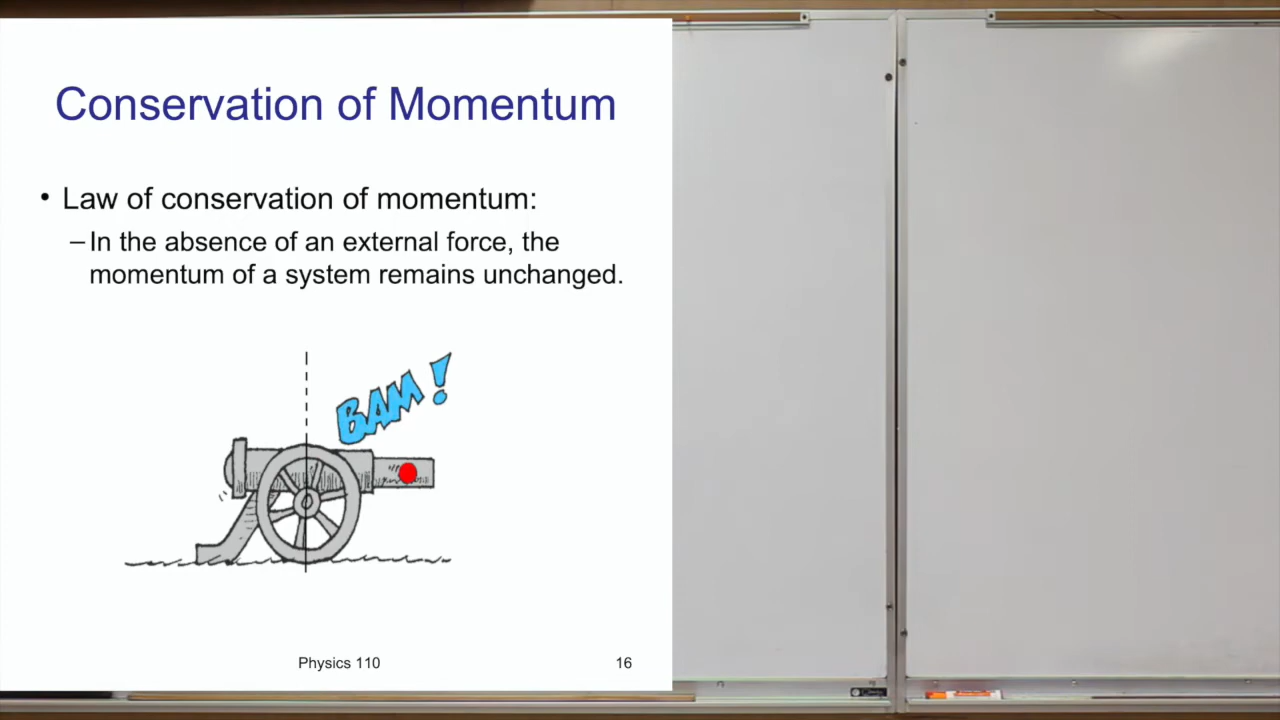 Conservation of Momentum
• Law of conservation of momentum:
–In the absence of an external force, the
momentum of a system remains unchanged.
BAM!
Physics 110
16